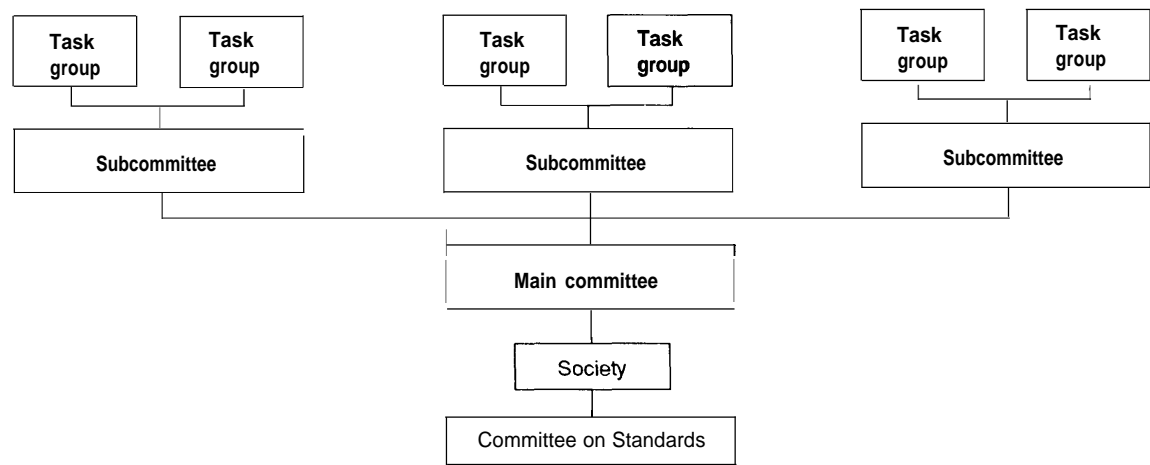 Task
group
Task
group
Task
group
Task
group
Task
group
Task
group
Subcommittee
Subcommittee
Subcommittee
Main committee
Society
Committee on Standards